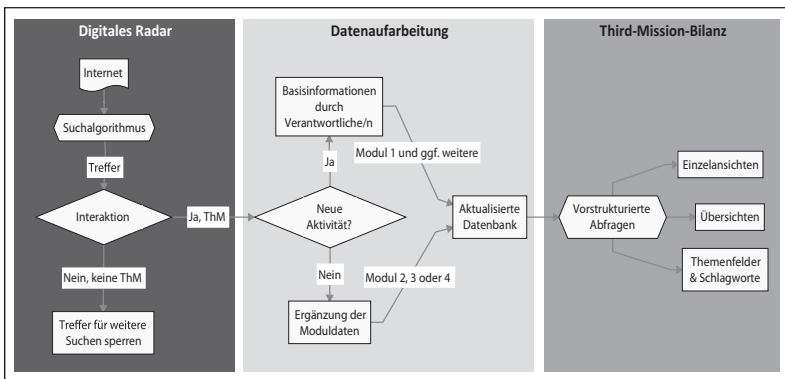 Digitales Radar
Internet
Suchalgorithmus
Treffer
Interaktion
Ja, ThM
Nein, keine ThM
Treffer für weitere
Suchen sperren
Datenaufarbeitung
Basisinformationen
durch
Verantwortliche/n
Modul 1 und ggf. weitere
Ja
Neue
Aktivität?
Nein
Modul 2, 3 oder 4
Ergänzung der
Moduldaten
Aktualisierte
Datenbank
Third-Mission-Bilanz
Vorstrukturierte
Abfragen
Einzelansichten
Übersichten
Themenfelder
& Schlagworte